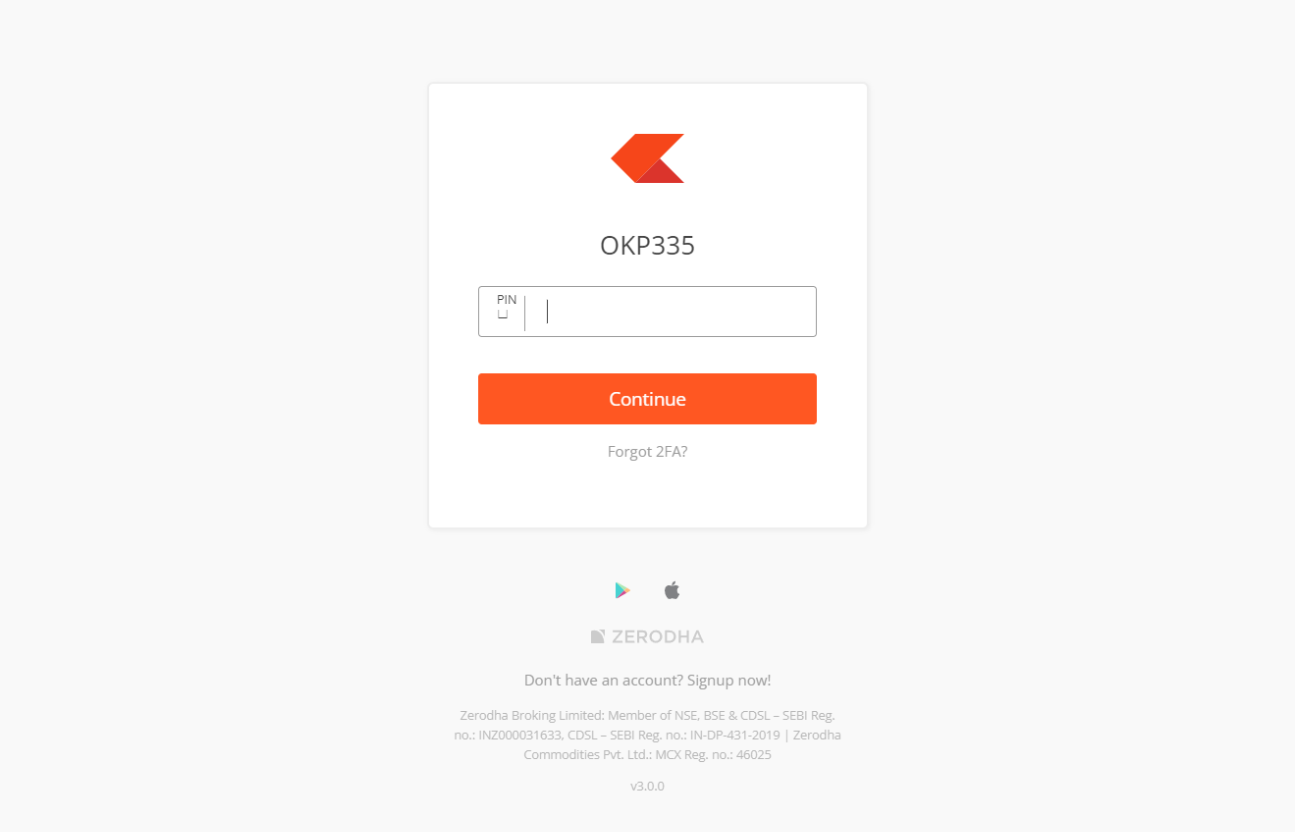 OKP335
PIN
Continue
Forgot 2FA?
ZERODHA
Don't have an account? Signup now!
Zerodha Broking Limited: Member of NSE, BSE & CDSL – SEBI Reg.
no.: INZ000031633, CDSL – SEBI Reg. no.: IN-DP-431-2019 | Zerodha
Commodities Pvt. Ltd.: MCX Reg. no.: 46025
v3.0.0